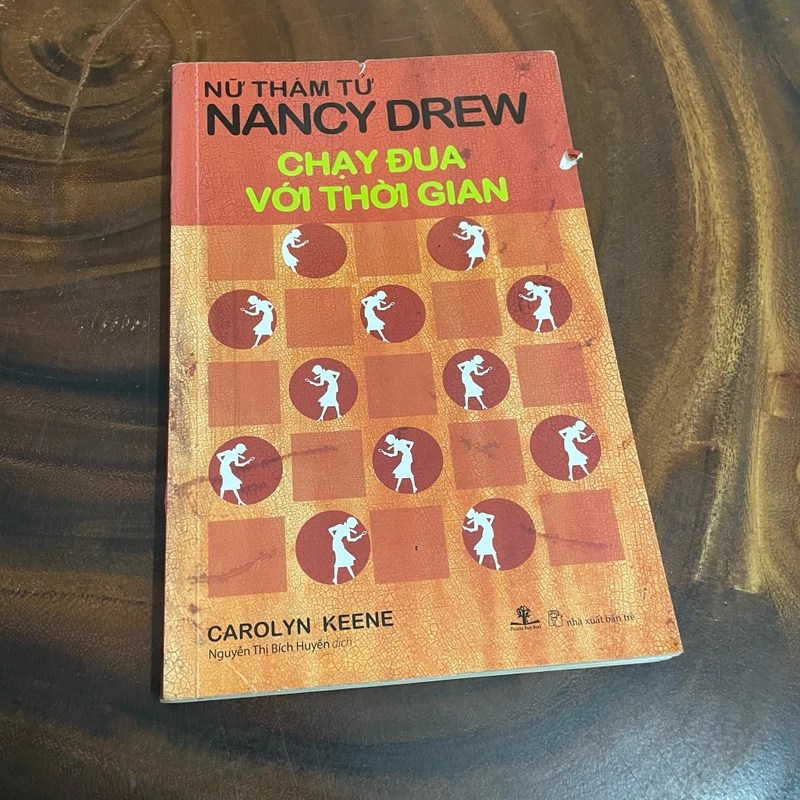 NỮ THÁM TỬ
NANCY DREW
CHẠY ĐUA
VỚI THỜI GIAN
CAROLYN KEENE
Nguyễn Thị Bích Huyền dịch
nhà xuất bản trẻ